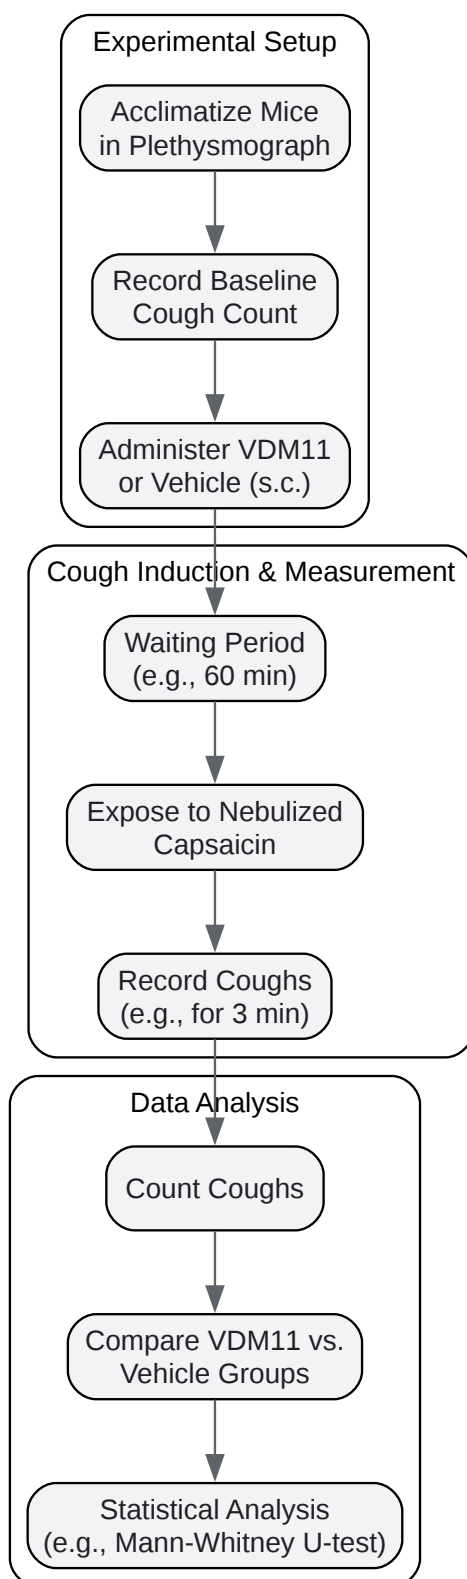 Experimental Setup
Acclimatize Mice
in Plethysmograph
Record Baseline
Cough Count
Administer VDM11
or Vehicle (s.c.)
Cough Induction & Measurement
Waiting Period
(e.g., 60 min)
Expose to Nebulized
Capsaicin
Record Coughs
(e.g., for 3 min)
Data Analysis
Count Coughs
Compare VDM11 vs.
Vehicle Groups
Statistical Analysis
(e.g., Mann-Whitney U-test)